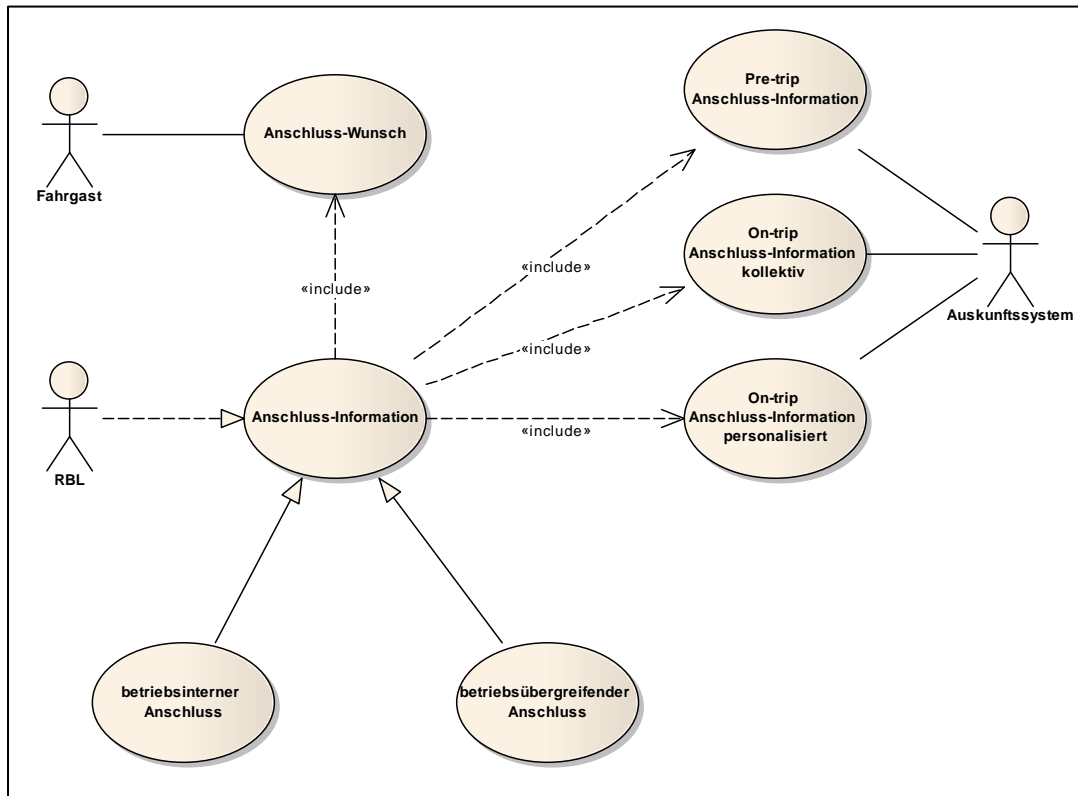 Pre-trip
Anschluss-Information
Anschluss-Wunsch
Fahrgast
On-trip
Anschluss-Information
kollektiv
«include»
«include»
Auskunftssystem
«include»
On-trip
Anschluss-Information
personalisiert
Anschluss-Information
«include»
RBL
betriebsinterner
Anschluss
betriebsübergreifender
Anschluss